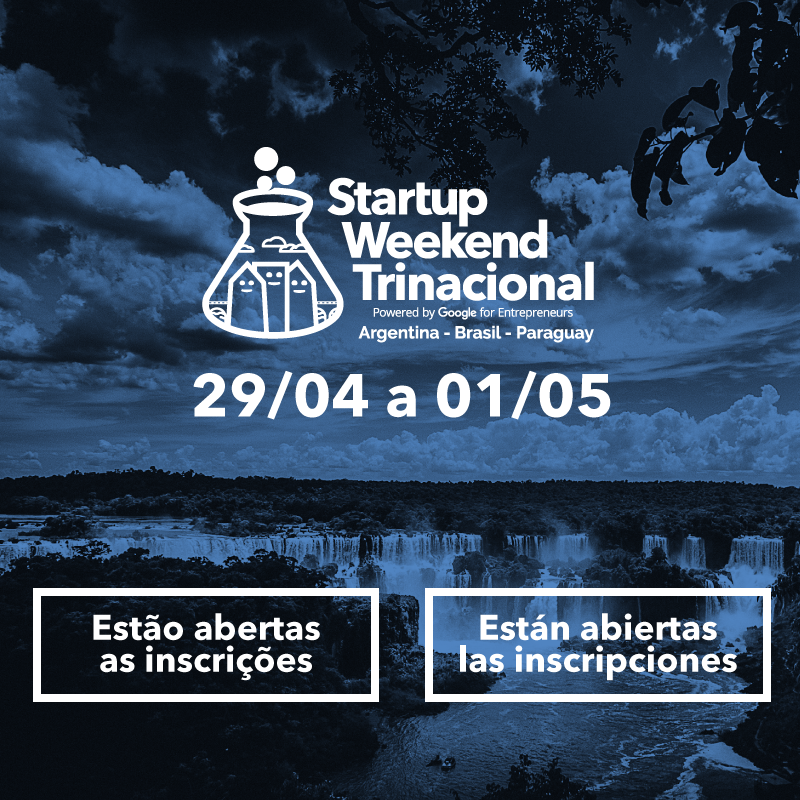 Startup
Weekend
Trinacional
Powered by Google for Entrepreneurs
Argentina - Brasil - Paraguay
29/04 a 01/05
Estão abertas
as inscrições
Están abiertas
las inscripciones